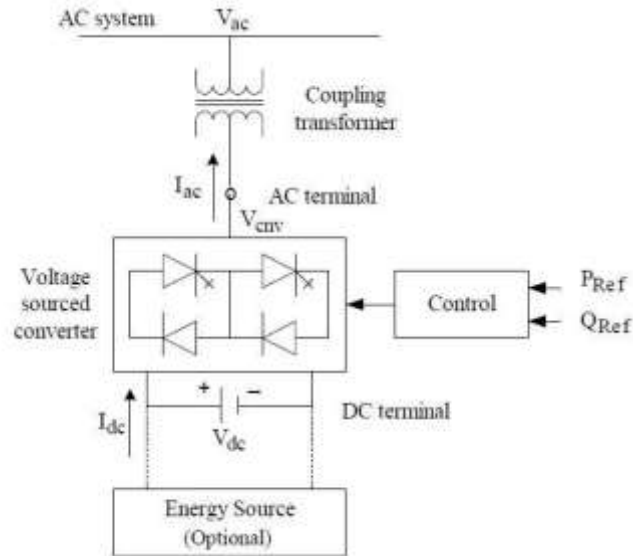 AC system
Vac
Coupling
transformer
Iac
AC terminal
Vcnv
Voltage
sourced
converter
Control
PRef
QRef
+
−
Idc
Vdc
DC terminal
Energy Source
(Optional)